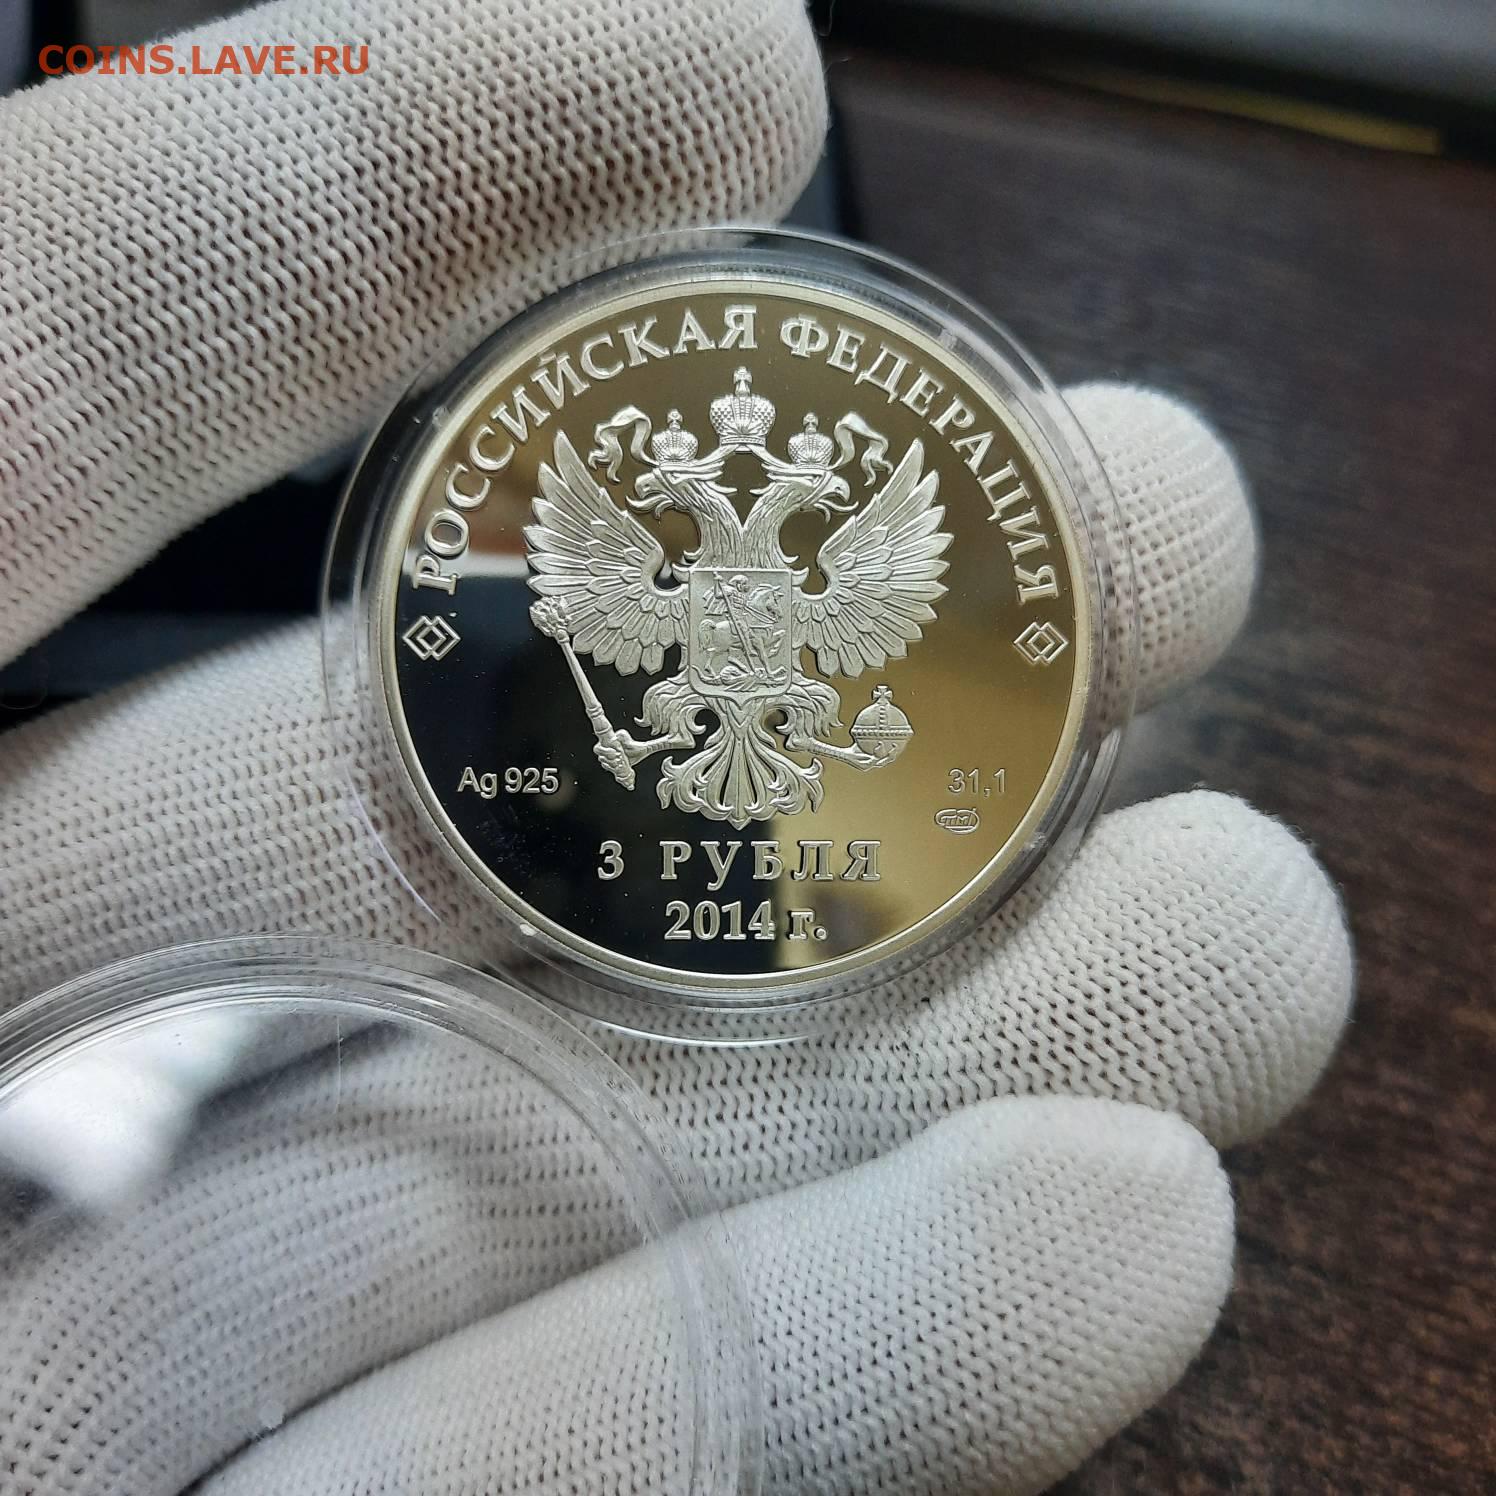 COINS.LAVE.RU
РОССИЙСКАЯ ФЕДЕРАЦИЯ
Ag 925
31,1
3 РУБЛЯ
2014 г.